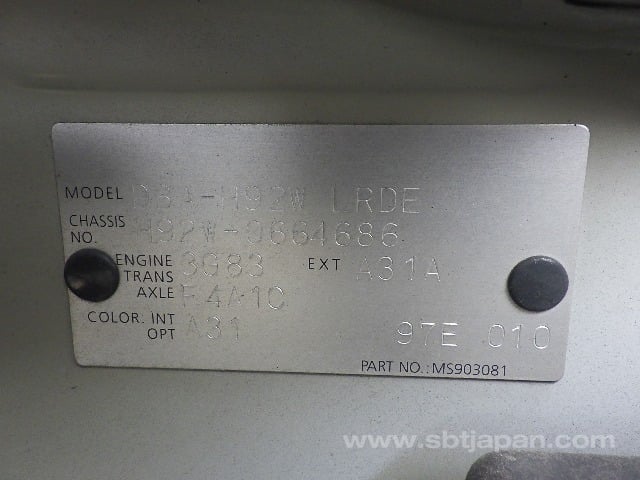 MODEL DBA-H92W LRDE
CHASSIS NO. H92W-0664686
ENGINE 3G83 EXT A31A
TRANS AXLE F4A1C
COLOR. INT OPT A31 97E 010
PART NO.:MS903081
www.sbtjapan.com